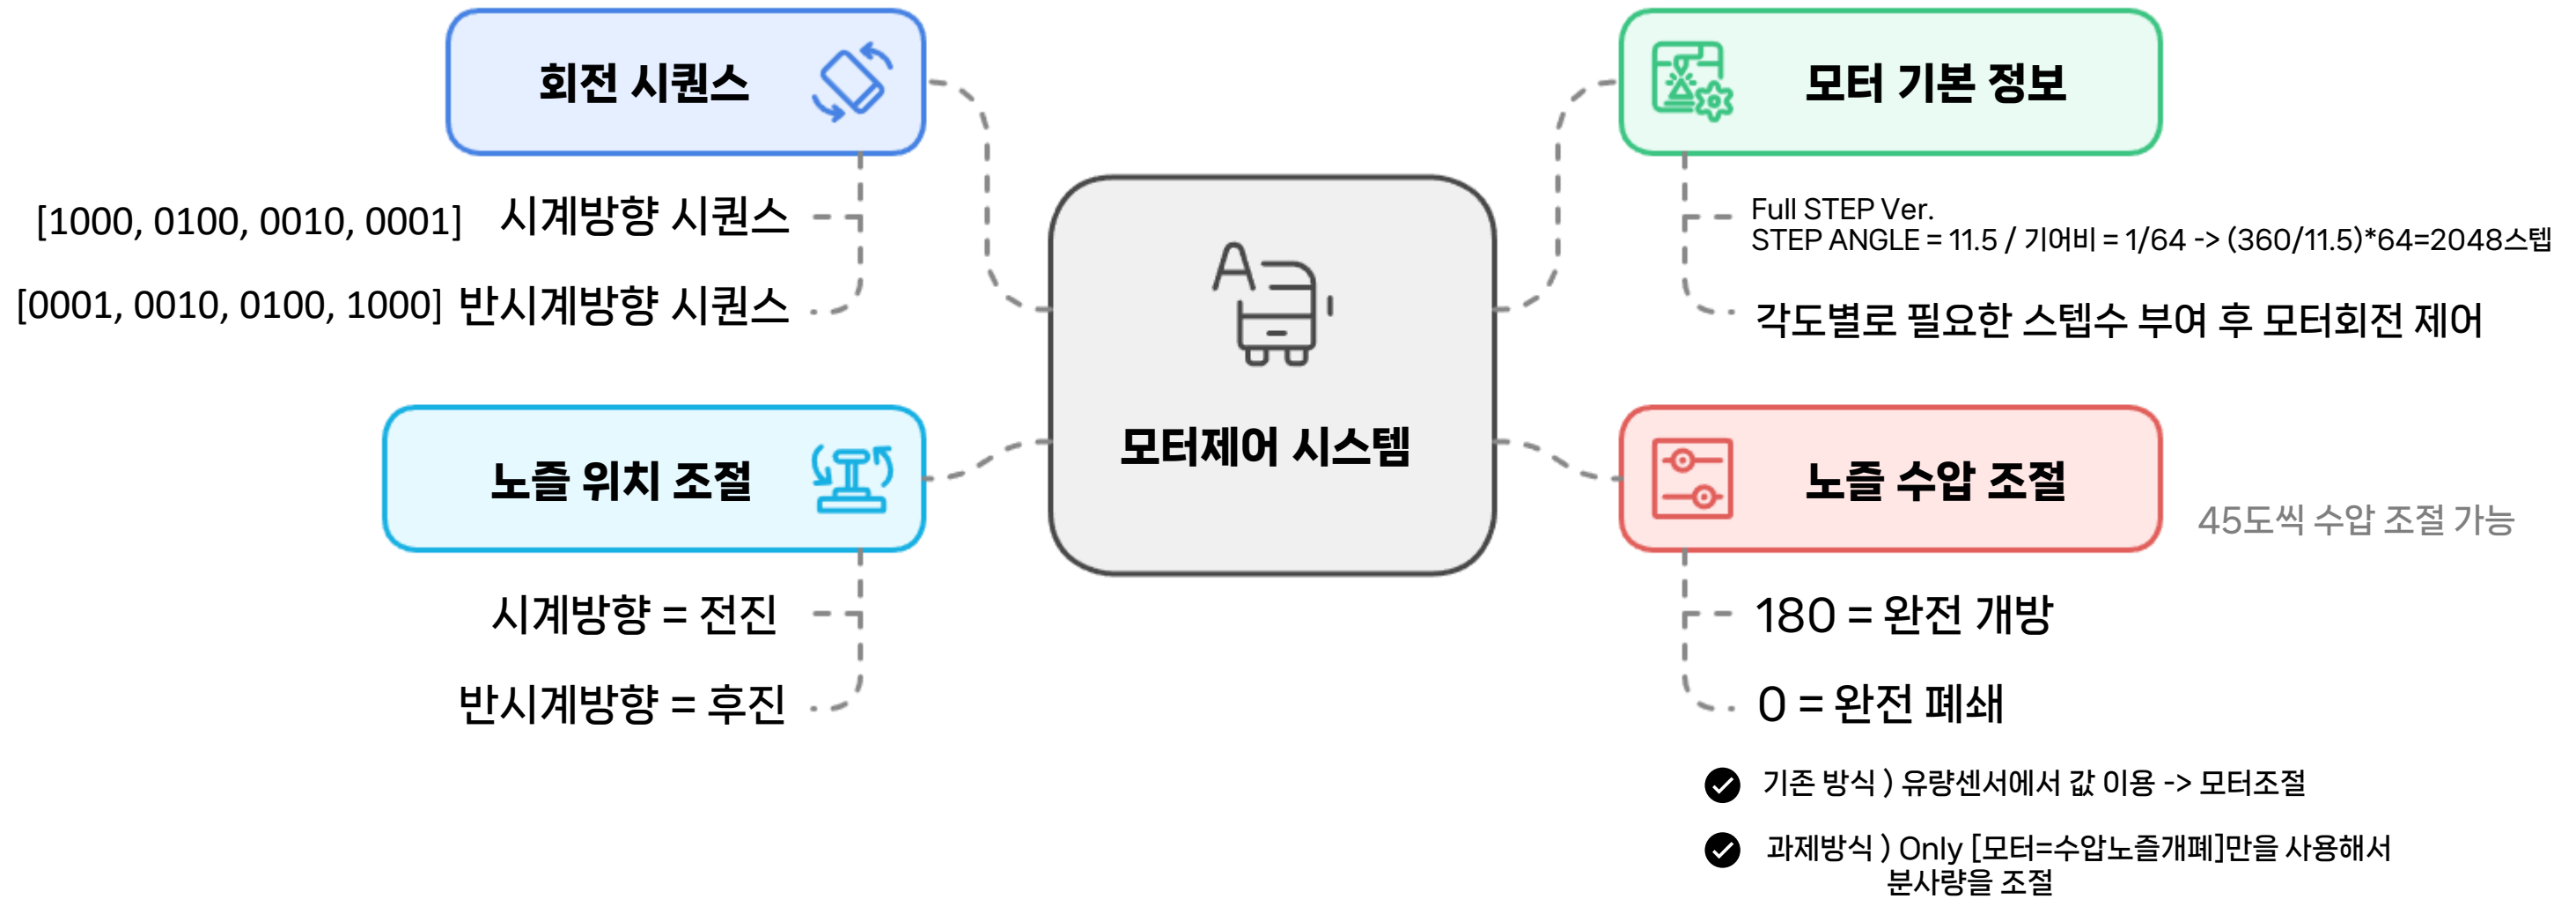 회전 시퀀스
[1000, 0100, 0010, 0001] 시계방향 시퀀스
[0001, 0010, 0100, 1000] 반시계방향 시퀀스
노즐 위치 조절
시계방향 = 전진
반시계방향 = 후진
A
모터제어 시스템
모터 기본 정보
Full STEP Ver.
STEP ANGLE = 11.5 / 기어비 = 1/64 -> (360/11.5)*64=2048스텝
각도별로 필요한 스텝수 부여 후 모터회전 제어
노즐 수압 조절
45도씩 수압 조절 가능
180 = 완전 개방
0 = 완전 폐쇄
기존 방식 ) 유량센서에서 값 이용 -> 모터조절
과제방식 ) Only [모터=수압노즐개폐]만을 사용해서
분사량을 조절